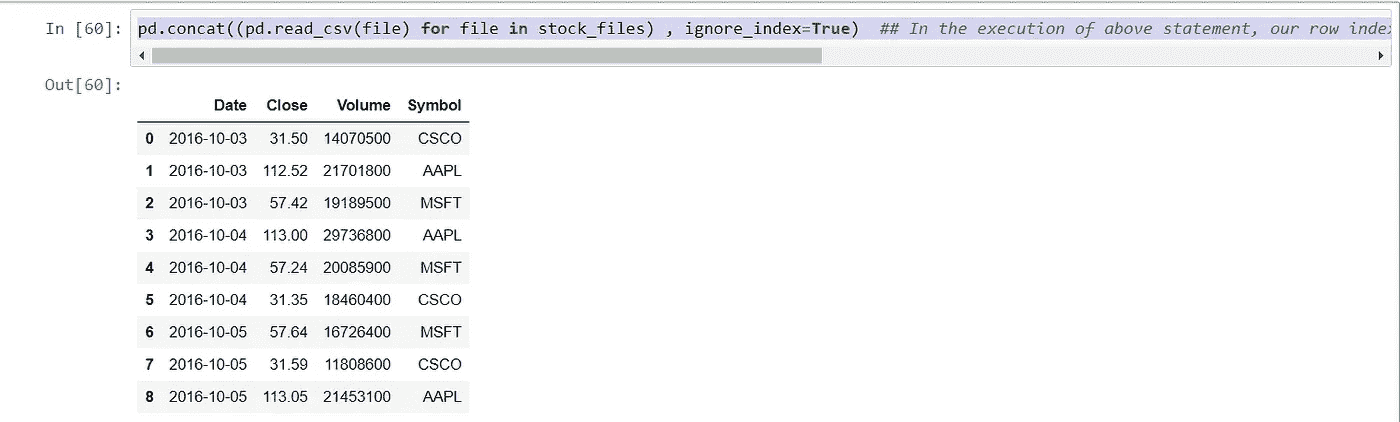 In [60]: pd.concat((pd.read_csv(file) for file in stock_files) , ignore_index=True)  ## In the execution of above statement, our row index
Out[60]:
Date Close Volume Symbol
0 2016-10-03 31.50 14070500 CSCO
1 2016-10-03 112.52 21701800 AAPL
2 2016-10-03 57.42 19189500 MSFT
3 2016-10-04 113.00 29736800 AAPL
4 2016-10-04 57.24 20085900 MSFT
5 2016-10-04 31.35 18460400 CSCO
6 2016-10-05 57.64 16726400 MSFT
7 2016-10-05 31.59 11808600 CSCO
8 2016-10-05 113.05 21453100 AAPL